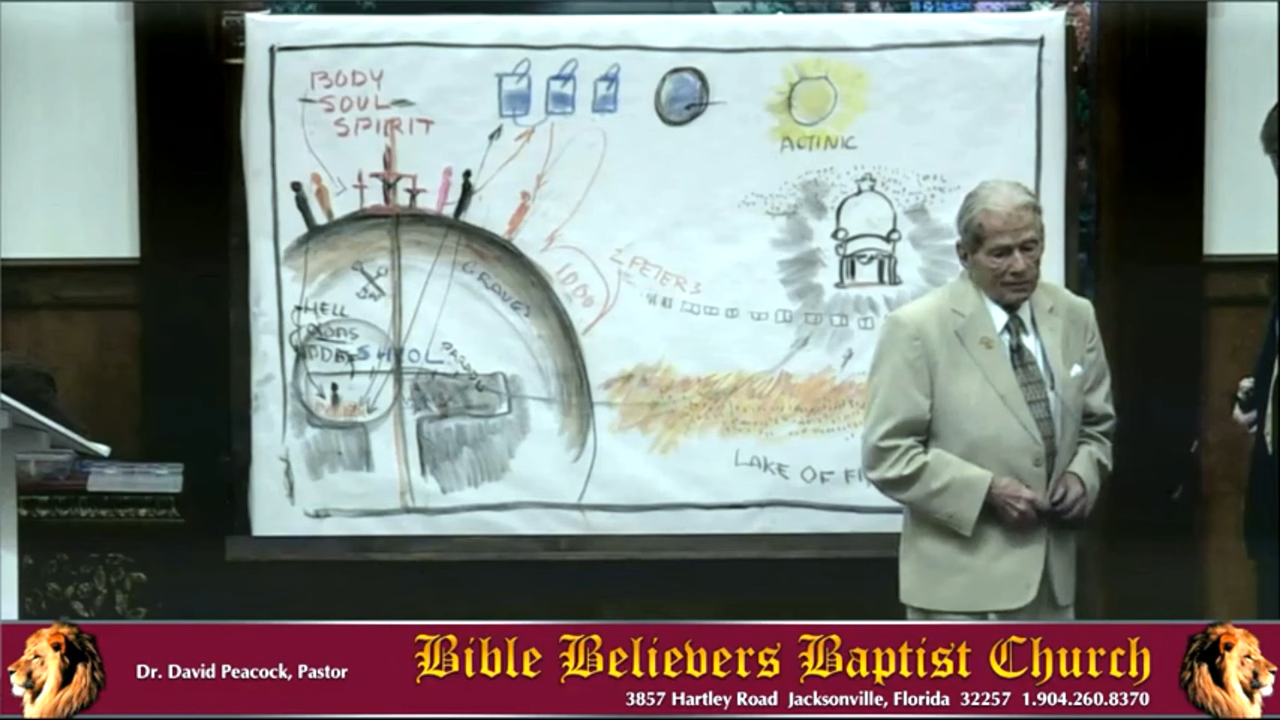 BODY
SOUL
SPIRIT
ACTINIC
GRAVES
1000
2 PETER 3
HELL
SHEOL
LAKE OF FI
Dr. David Peacock, Pastor
Bible Believers Baptist Church
3857 Hartley Road Jacksonville, Florida 32257 1.904.260.8370